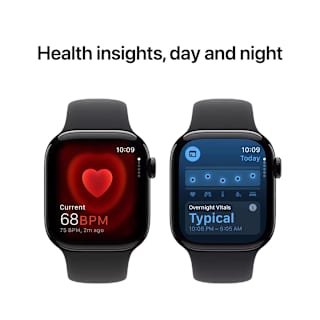 Health insights, day and night
10:09
Current
68BPM
75 BPM, 2m ago
10:09
Today
Overnight Vitals
Typical
10:06 PM – 6:05 AM